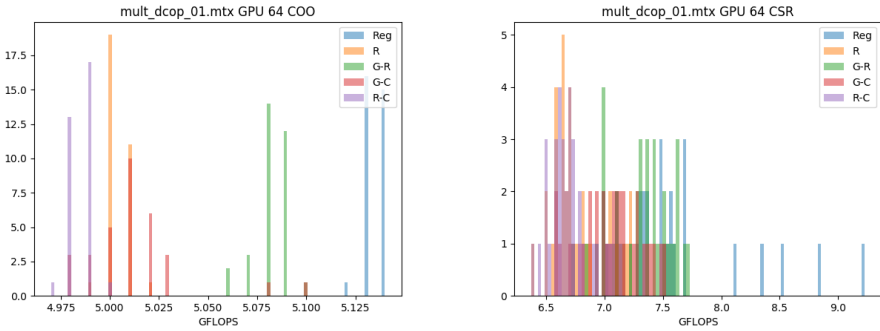 mult_dcop_01.mtx GPU 64 COO
17.5
15.0
12.5
10.0
7.5
5.0
2.5
0.0
Reg
R
G-R
G-C
R-C
4.975
5.000
5.025
5.050
5.075
5.100
5.125
GFLOPS
mult_dcop_01.mtx GPU 64 CSR
5
4
3
2
1
0
Reg
R
G-R
G-C
R-C
6.5
7.0
7.5
8.0
8.5
9.0
GFLOPS